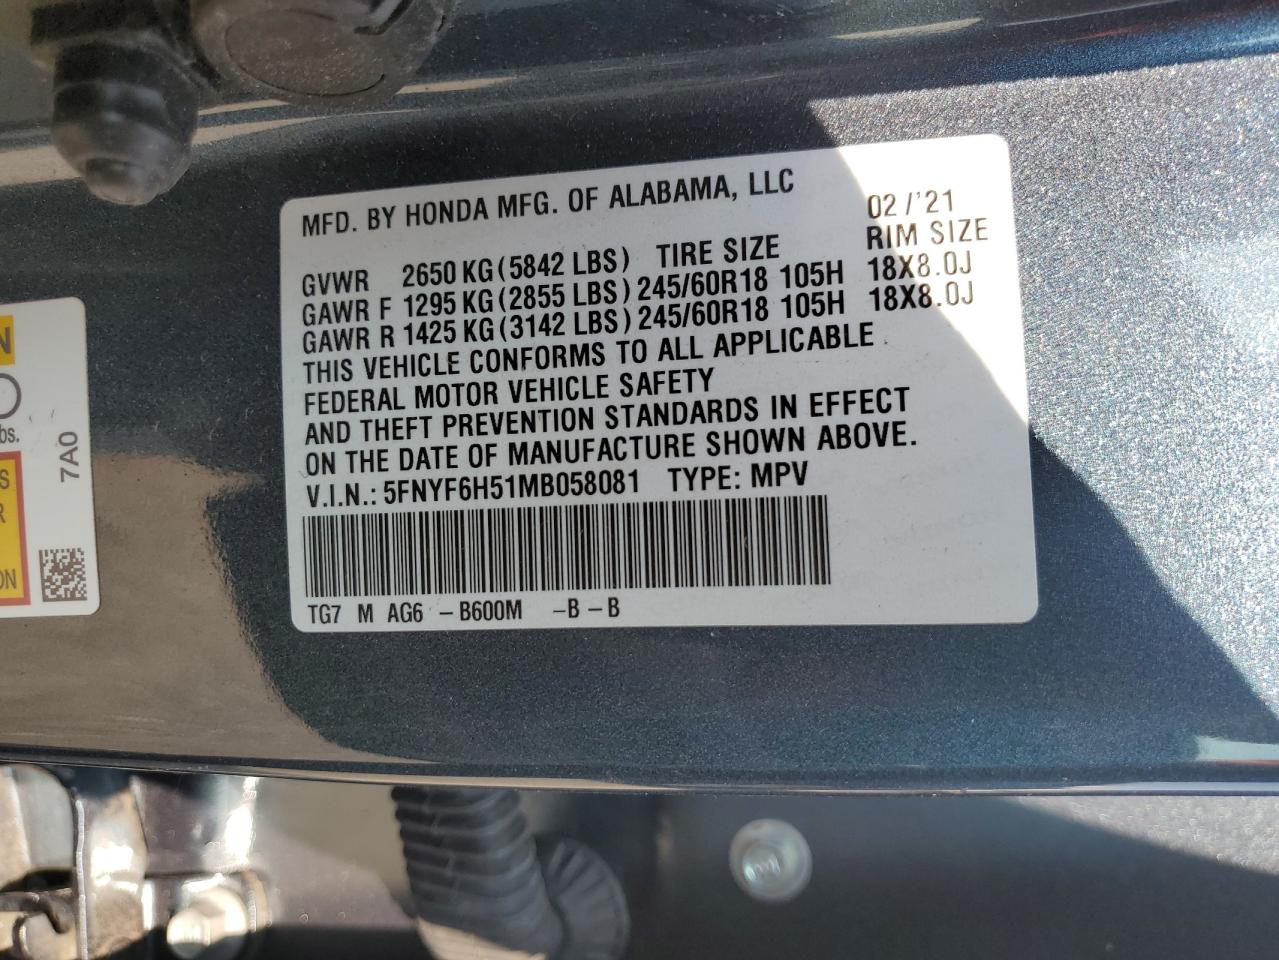 MFD. BY HONDA MFG. OF ALABAMA, LLC 02 /'21
GVWR 2650 KG (5842 LBS) TIRE SIZE RIM SIZE
GAWR F 1295 KG (2855 LBS) 245/60R18 105H 18X8.0J
GAWR R 1425 KG (3142 LBS) 245/60R18 105H 18X8.0J
THIS VEHICLE CONFORMS TO ALL APPLICABLE
FEDERAL MOTOR VEHICLE SAFETY
AND THEFT PREVENTION STANDARDS IN EFFECT
ON THE DATE OF MANUFACTURE SHOWN ABOVE.
V.I.N.: 5FNYF6H51MB058081 TYPE: MPV
TG7 M AG6 -B600M -B-B
N
bs.
7A0
S
R
ON